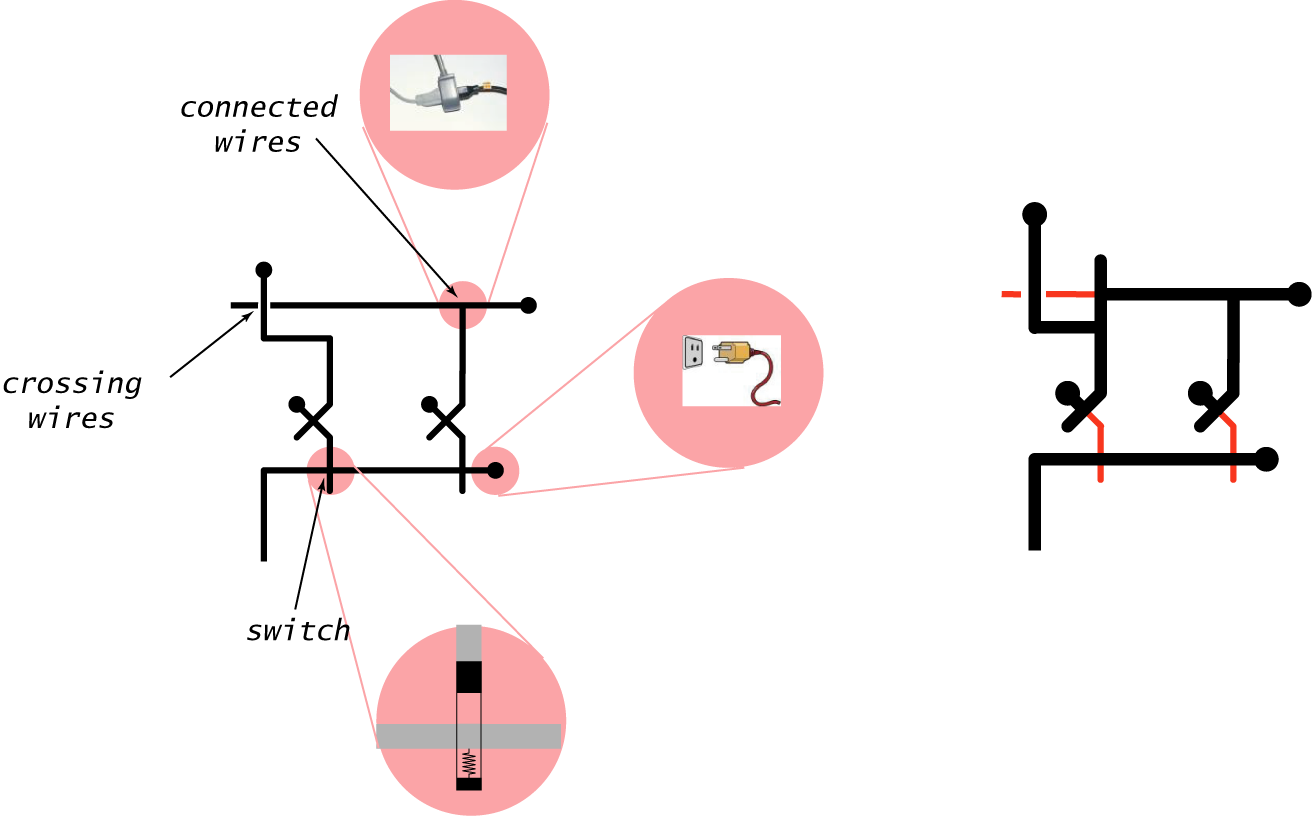 connected
wires
crossing
wires
switch